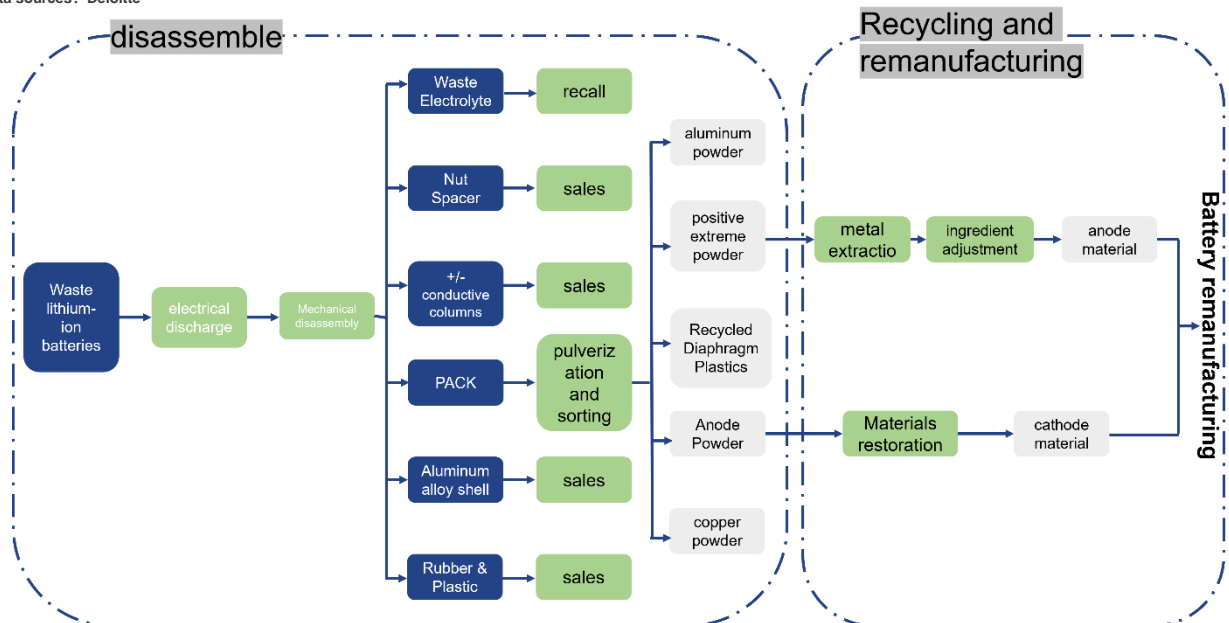 ta sources: Deloitte
disassemble
Recycling and
remanufacturing
Waste
Electrolyte
recall
aluminum
powder
Nut
Spacer
sales
positive
extreme
powder
metal
extractio
ingredient
adjustment
anode
material
Waste
lithium-
ion
batteries
electrical
discharge
Mechanical
disassembly
+/-
conductive
columns
sales
Recycled
Diaphragm
Plastics
PACK
pulveriz
ation
and
sorting
Anode
Powder
Materials
restoration
cathode
material
Battery remanufacturing
Aluminum
alloy shell
sales
copper
powder
Rubber &
Plastic
sales